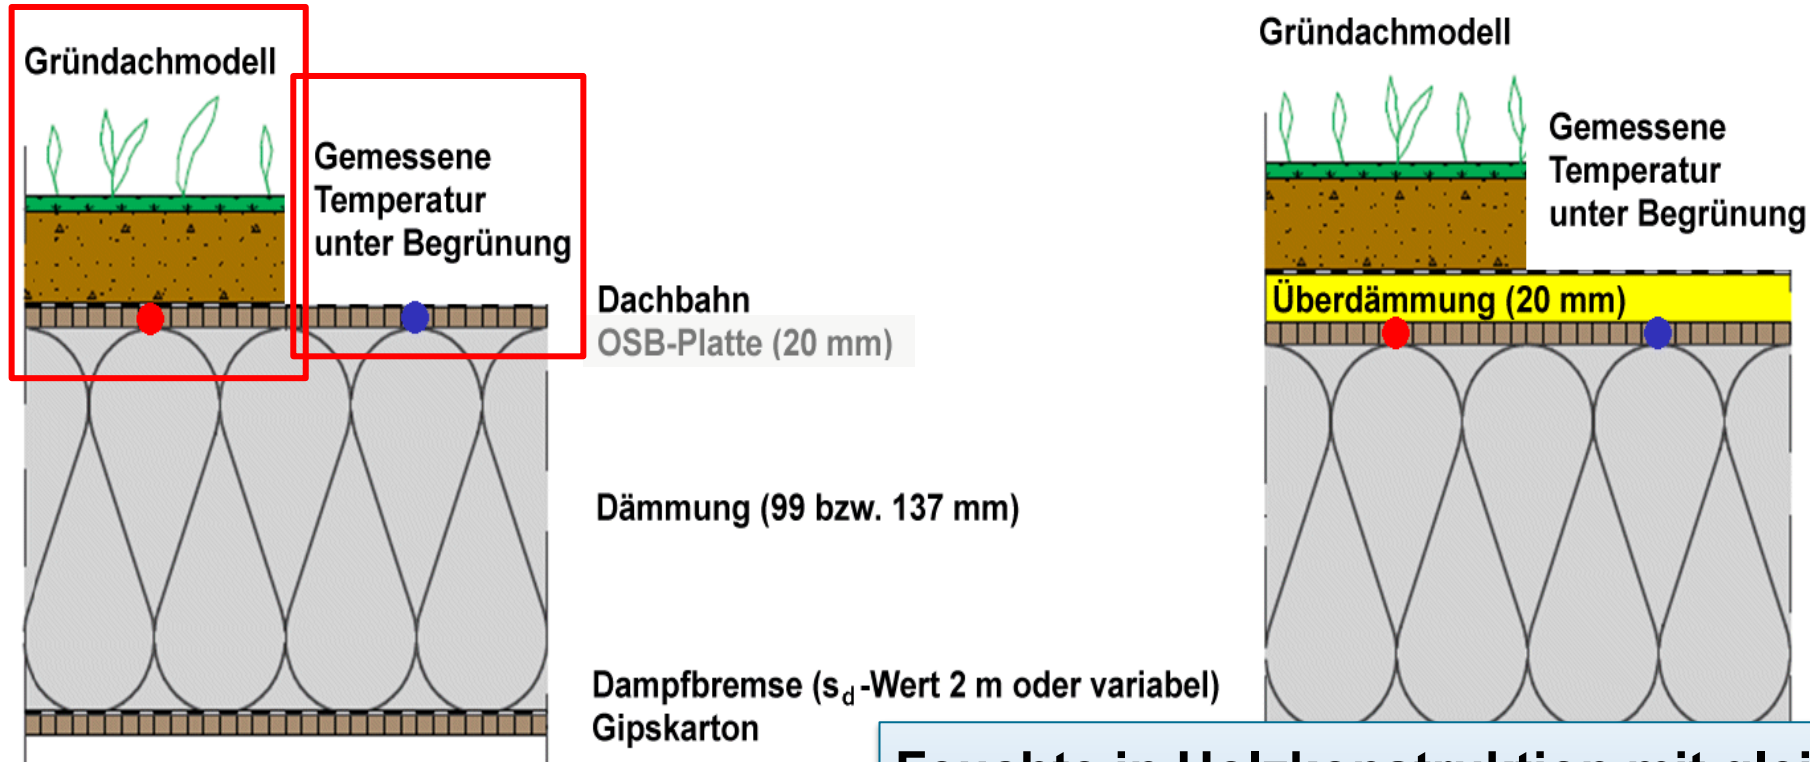 Gründachmodell
Gemessene
Temperatur
unter Begrünung
Dachbahn
OSB-Platte (20 mm)
Dämmung (99 bzw. 137 mm)
Dampfbremse (sd-Wert 2 m oder variabel)
Gipskarton
Gründachmodell
Gemessene
Temperatur
unter Begrünung
Überdämmung (20 mm)